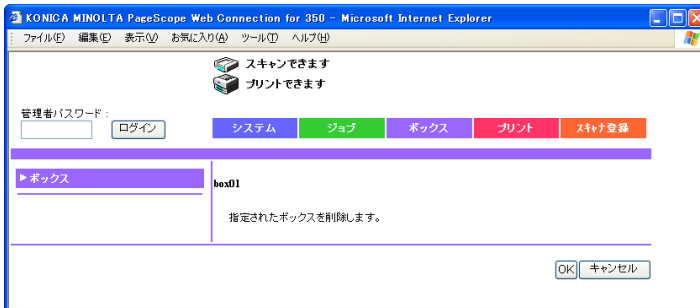 KONICA MINOLTA PageScope Web Connection for 350 - Microsoft Internet Explorer
ファイル(F) 編集(E) 表示(V) お気に入り(A) ツール(T) ヘルプ(H)
スキャンできます
プリントできます
管理者パスワード :
ログイン
システム ジョブ ボックス プリント スキャナ登録
▶ボックス
box01
指定されたボックスを削除します。
OK キャンセル